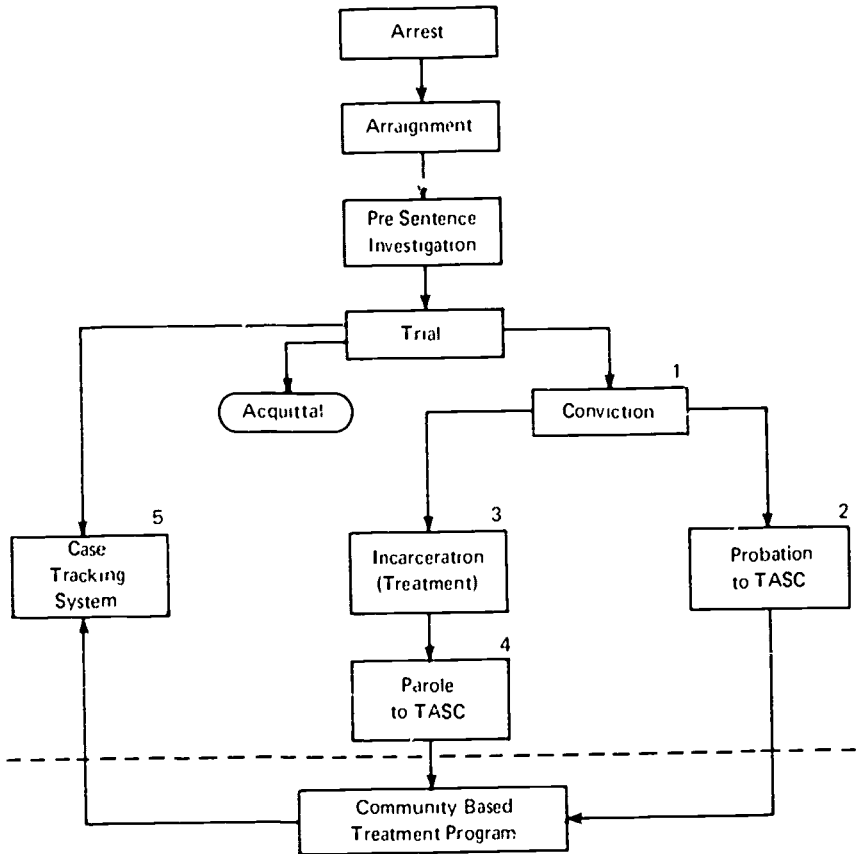 Arrest
Arraignment
Pre Sentence
Investigation
Trial
Acquittal
1
Conviction
5
Case
Tracking
System
3
Incarceration
(Treatment)
2
Probation
to TASC
4
Parole
to TASC
Community Based
Treatment Program